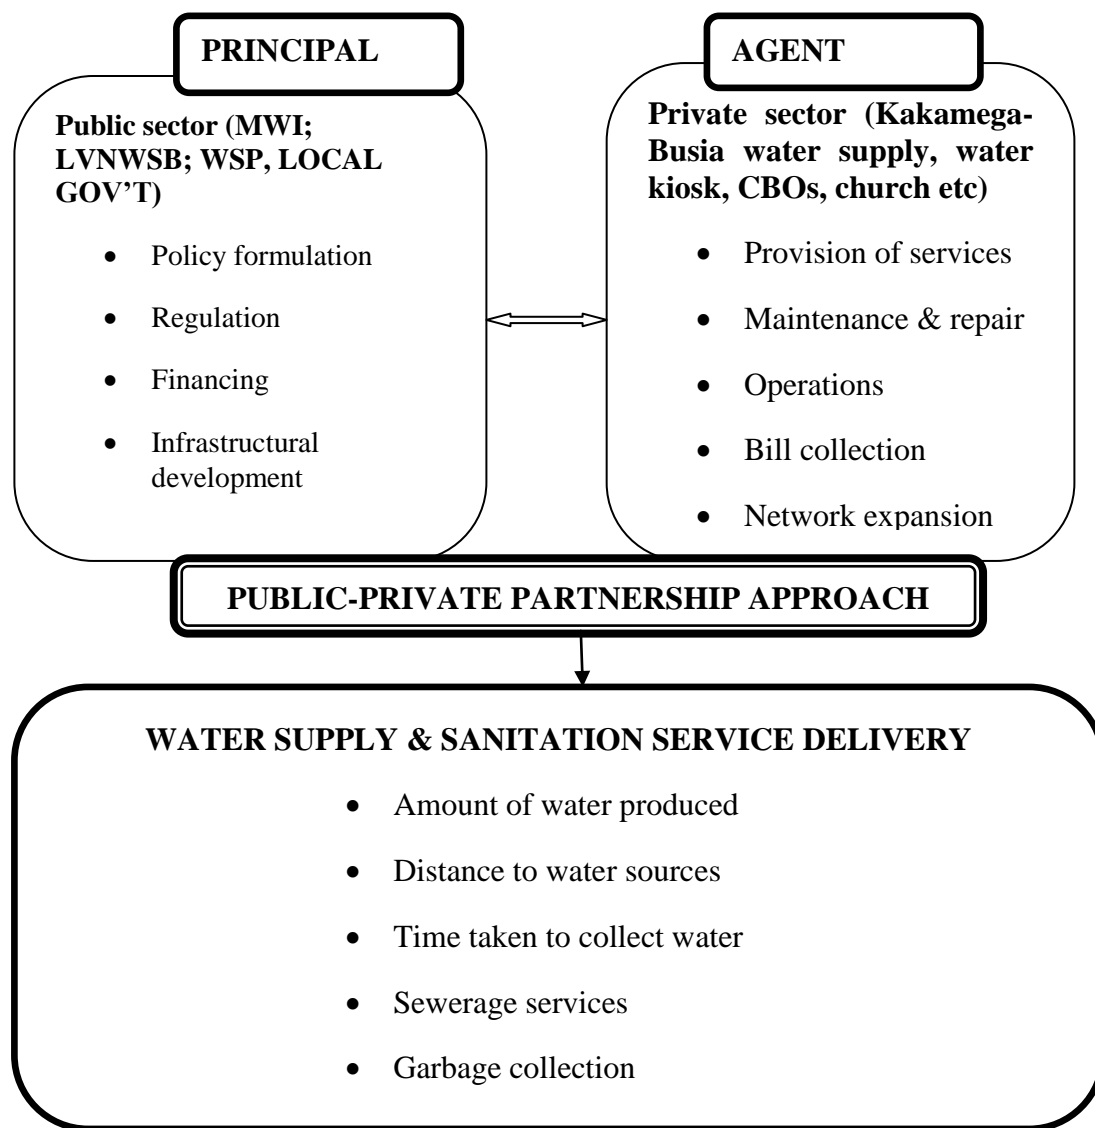 PRINCIPAL
Public sector (MWI;
LVNWSB; WSP, LOCAL
GOV’T)
• Policy formulation
• Regulation
• Financing
• Infrastructural
development
AGENT
Private sector (Kakamega-
Busia water supply, water
kiosk, CBOs, church etc)
• Provision of services
• Maintenance & repair
• Operations
• Bill collection
• Network expansion
PUBLIC-PRIVATE PARTNERSHIP APPROACH
WATER SUPPLY & SANITATION SERVICE DELIVERY
• Amount of water produced
• Distance to water sources
• Time taken to collect water
• Sewerage services
• Garbage collection